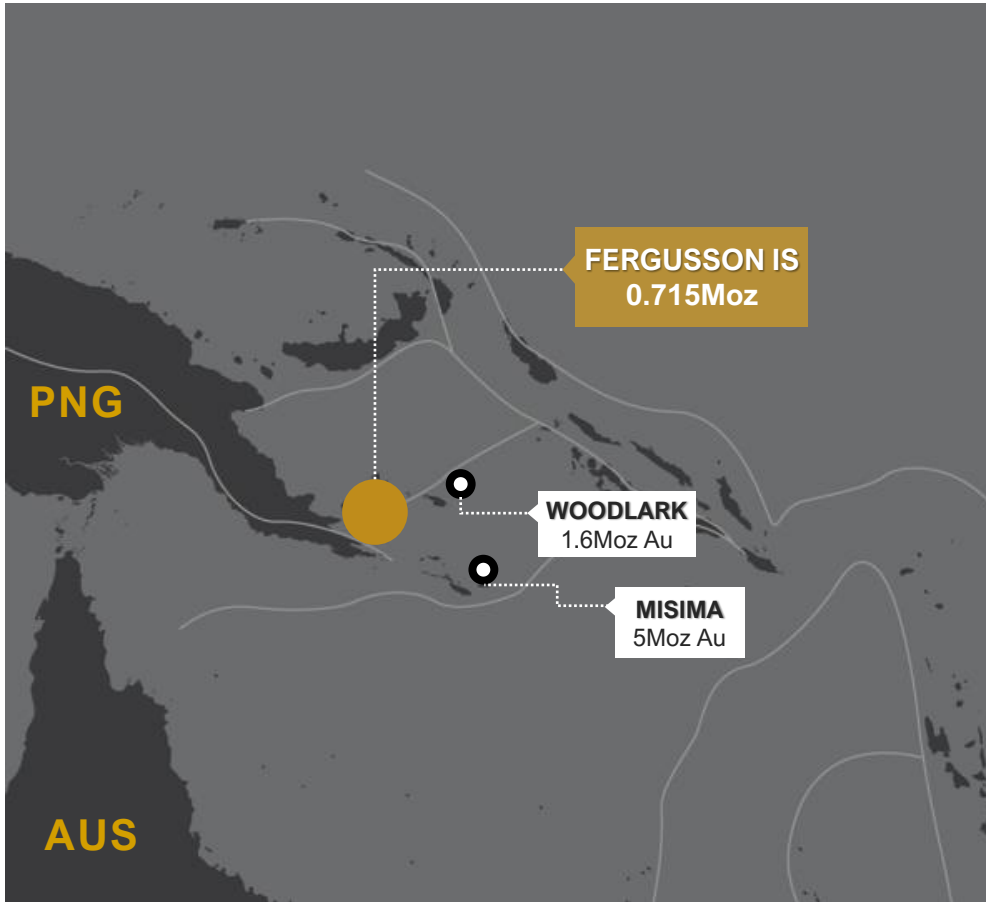 FERGUSSON IS
0.715Moz
PNG
WOODLARK
1.6Moz Au
MISIMA
5Moz Au
AUS